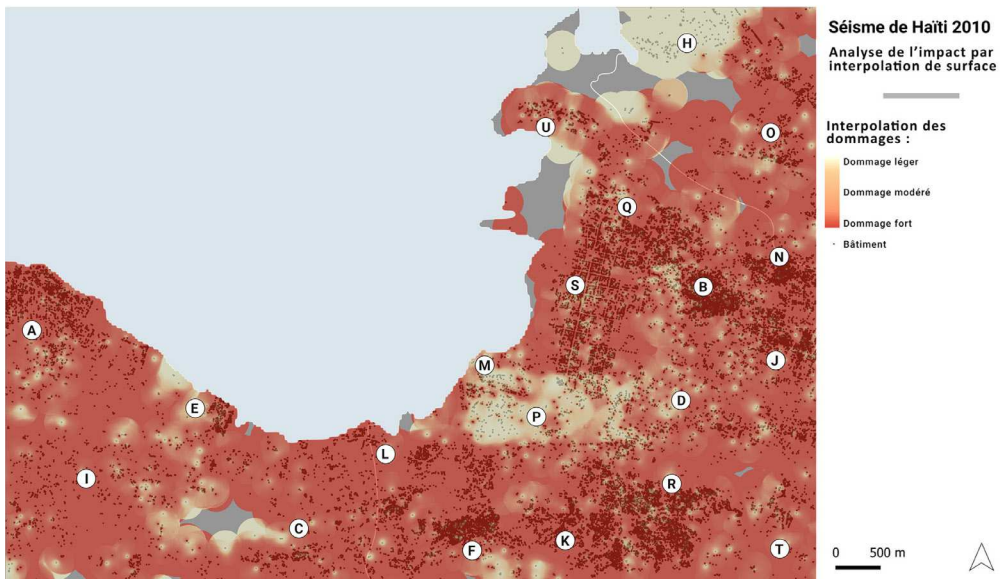 Séisme de Haïti 2010
Analyse de l'impact par
interpolation de surface
Interpolation des
dommages :
Dommage léger
Dommage modéré
Dommage fort
Bâtiment
0 500 m
H
U
O
Q
N
S
B
A
M
J
E
P
D
L
I
R
C
F
K
T